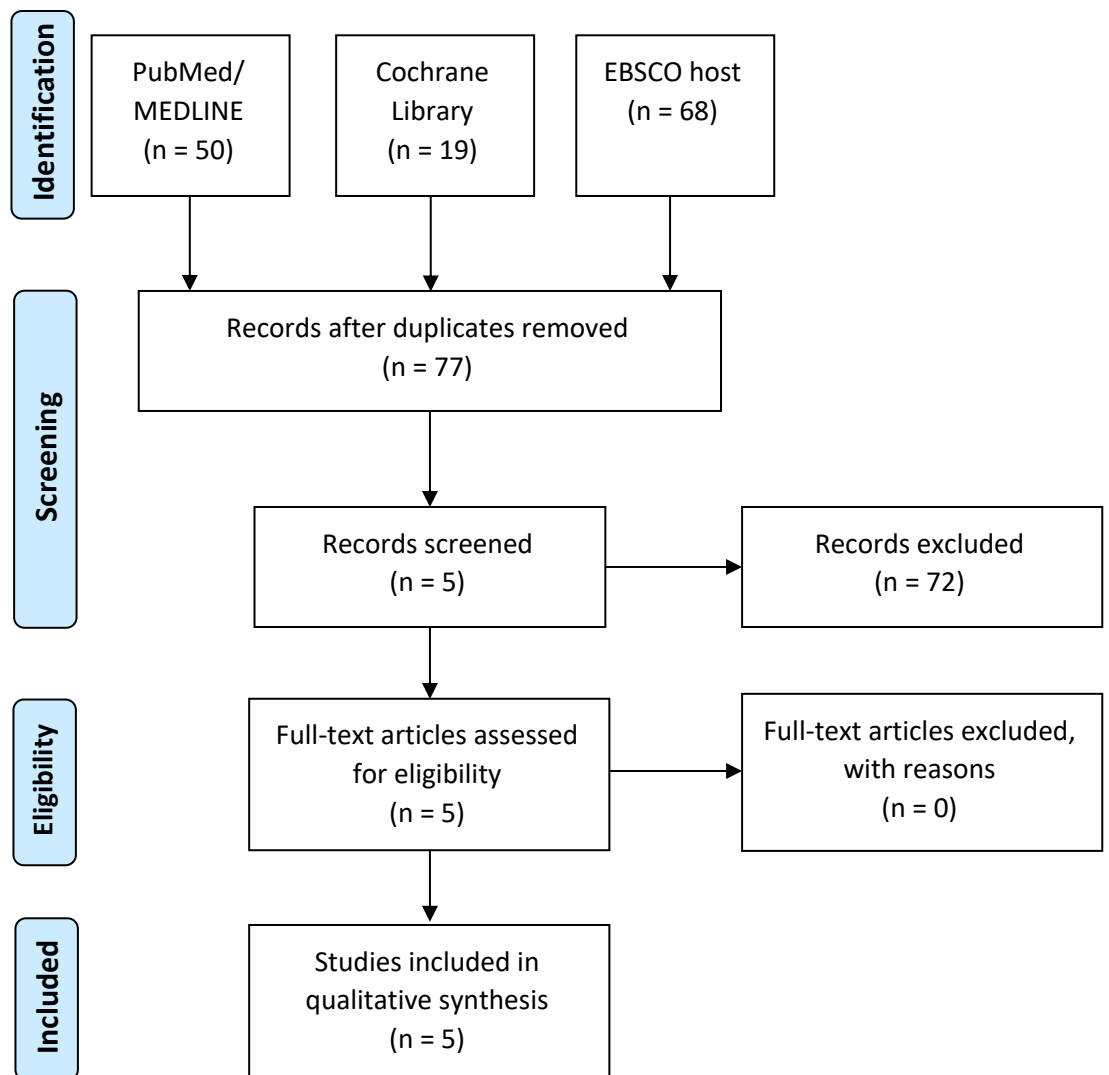 Identification
PubMed/
MEDLINE
(n = 50)
Cochrane
Library
(n = 19)
EBSCO host
(n = 68)
Screening
Records after duplicates removed
(n = 77)
Records screened
(n = 5)
Records excluded
(n = 72)
Eligibility
Full-text articles assessed
for eligibility
(n = 5)
Full-text articles excluded,
with reasons
(n = 0)
Included
Studies included in
qualitative synthesis
(n = 5)